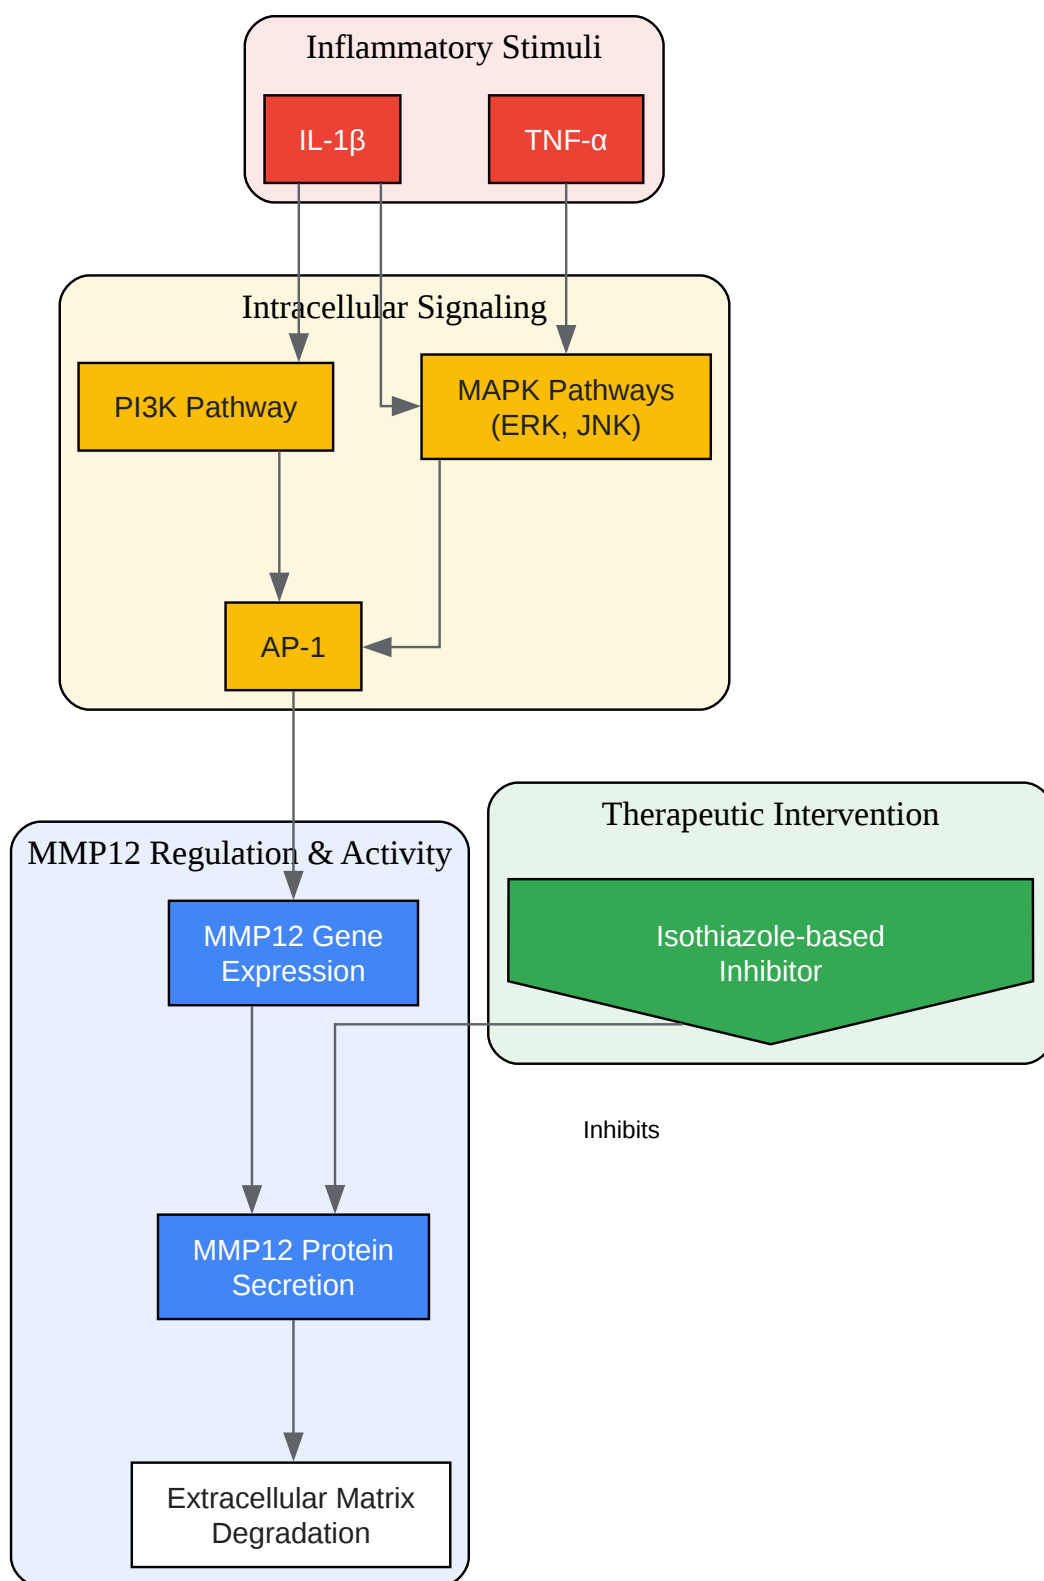 Inflammatory Stimuli
IL-1β
TNF-α
Intracellular Signaling
PI3K Pathway
MAPK Pathways
(ERK, JNK)
AP-1
Therapeutic Intervention
MMP12 Regulation & Activity
Isothiazole-based
Inhibitor
MMP12 Gene
Expression
Inhibits
MMP12 Protein
Secretion
Extracellular Matrix
Degradation